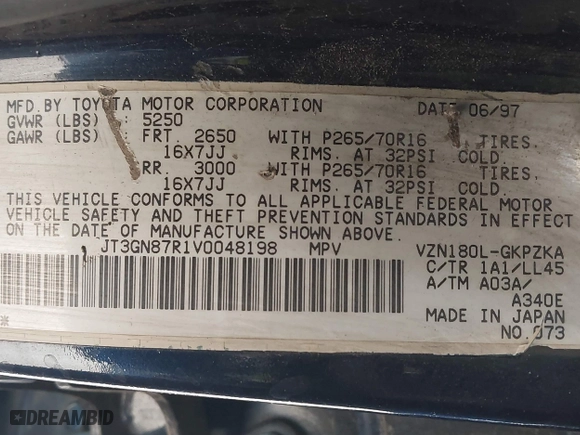 MFD. BY TOYOTA MOTOR CORPORATION DATE 06/97
GVWR (LBS) : 5250
GAWR (LBS) : FRT. 2650 WITH P265/70R16 TIRES.
16X7JJ RIMS. AT 32PSI COLD.
RR. 3000 WITH P265/70R16 TIRES.
16X7JJ RIMS. AT 32PSI COLD.
THIS VEHICLE CONFORMS TO ALL APPLICABLE FEDERAL MOTOR
VEHICLE SAFETY AND THEFT PREVENTION STANDARDS IN EFFECT
ON THE DATE OF MANUFACTURE SHOWN ABOVE.
JT3GN87R1V0048198 MPV VZN180L-GKPZKA
C/TR 1A1/LL45
A/TM A03A/
A340E
MADE IN JAPAN
NO.073
*
DREAMBID